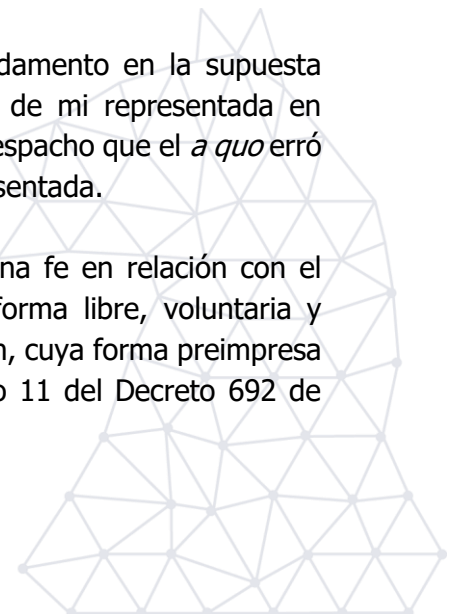 damento en la supuesta
de mi representada en
espacho que el a quo erró
sentada.
na fe en relación con el
forma libre, voluntaria y
n, cuya forma preimpresa
o 11 del Decreto 692 de